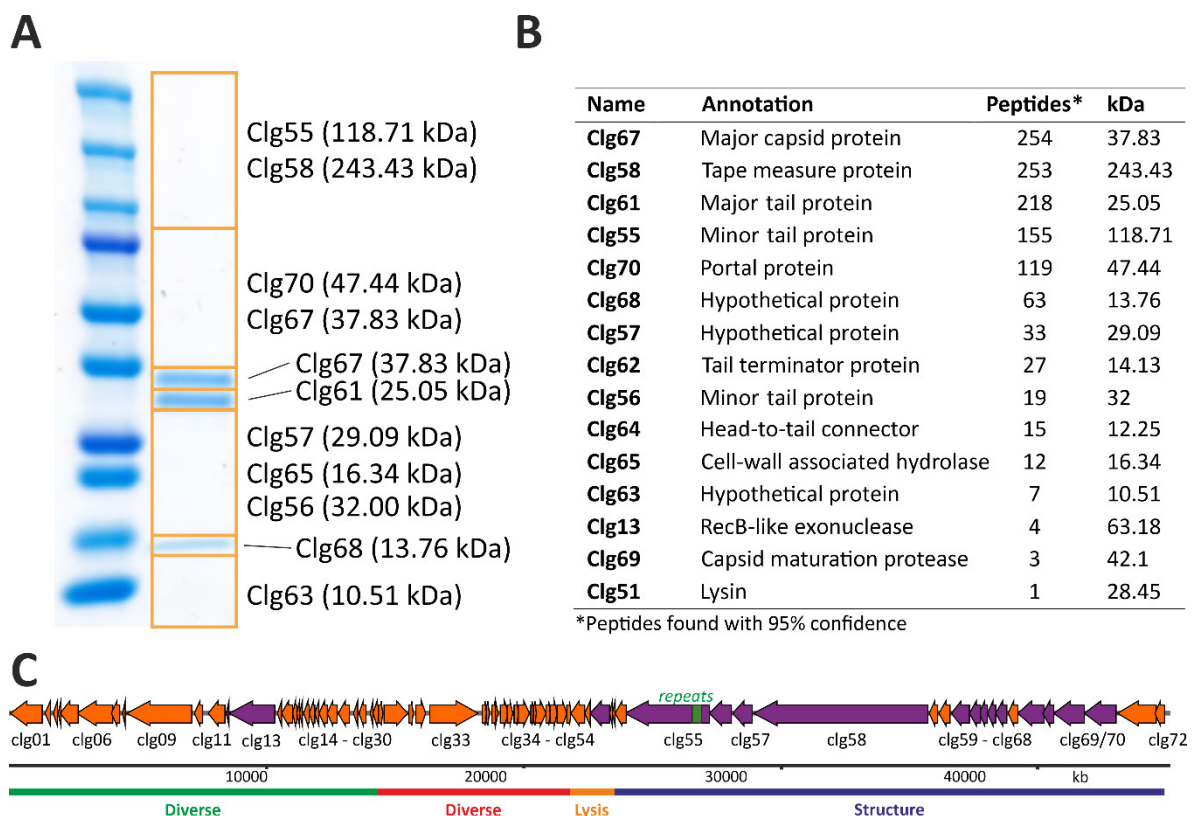 A
Clg55 (118.71 kDa)
Clg58 (243.43 kDa)
Clg70 (47.44 kDa)
Clg67 (37.83 kDa)
Clg67 (37.83 kDa)
Clg61 (25.05 kDa)
Clg57 (29.09 kDa)
Clg65 (16.34 kDa)
Clg56 (32.00 kDa)
Clg68 (13.76 kDa)
Clg63 (10.51 kDa)
B
Name Annotation Peptides* kDa
Clg67 Major capsid protein 254 37.83
Clg58 Tape measure protein 253 243.43
Clg61 Major tail protein 218 25.05
Clg55 Minor tail protein 155 118.71
Clg70 Portal protein 119 47.44
Clg68 Hypothetical protein 63 13.76
Clg57 Hypothetical protein 33 29.09
Clg62 Tail terminator protein 27 14.13
Clg56 Minor tail protein 19 32
Clg64 Head-to-tail connector 15 12.25
Clg65 Cell-wall associated hydrolase 12 16.34
Clg63 Hypothetical protein 7 10.51
Clg13 RecB-like exonuclease 4 63.18
Clg69 Capsid maturation protease 3 42.1
Clg51 Lysin 1 28.45
*Peptides found with 95% confidence
C
repeats
clg01 clg06 clg09 clg11 clg13 clg14 - clg30 clg33 clg34 - clg54 clg55 clg57 clg58 clg59 - clg68 clg69/70 clg72
10000 20000 30000 40000 kb
Diverse Diverse Lysis Structure